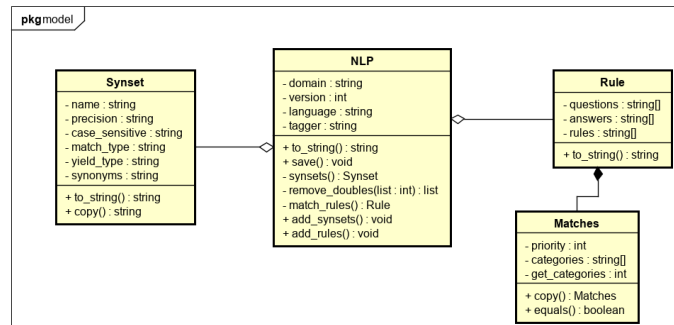 pkg model
Synset
- name : string
- precision : string
- case_sensitive : string
- match_type : string
- yield_type : string
- synonyms : string
+ to_string() : string
+ copy() : string
NLP
- domain : string
- version : int
- language : string
- tagger : string
+ to_string() : string
+ save() : void
- synsets() : Synset
- remove_doubles(list : int) : list
- match_rules() : Rule
+ add_synsets() : void
+ add_rules() : void
Rule
- questions : string[]
- answers : string[]
- rules : string[]
+ to_string() : string
Matches
- priority : int
- categories : string[]
- get_categories : int
+ copy() : Matches
+ equals() : boolean